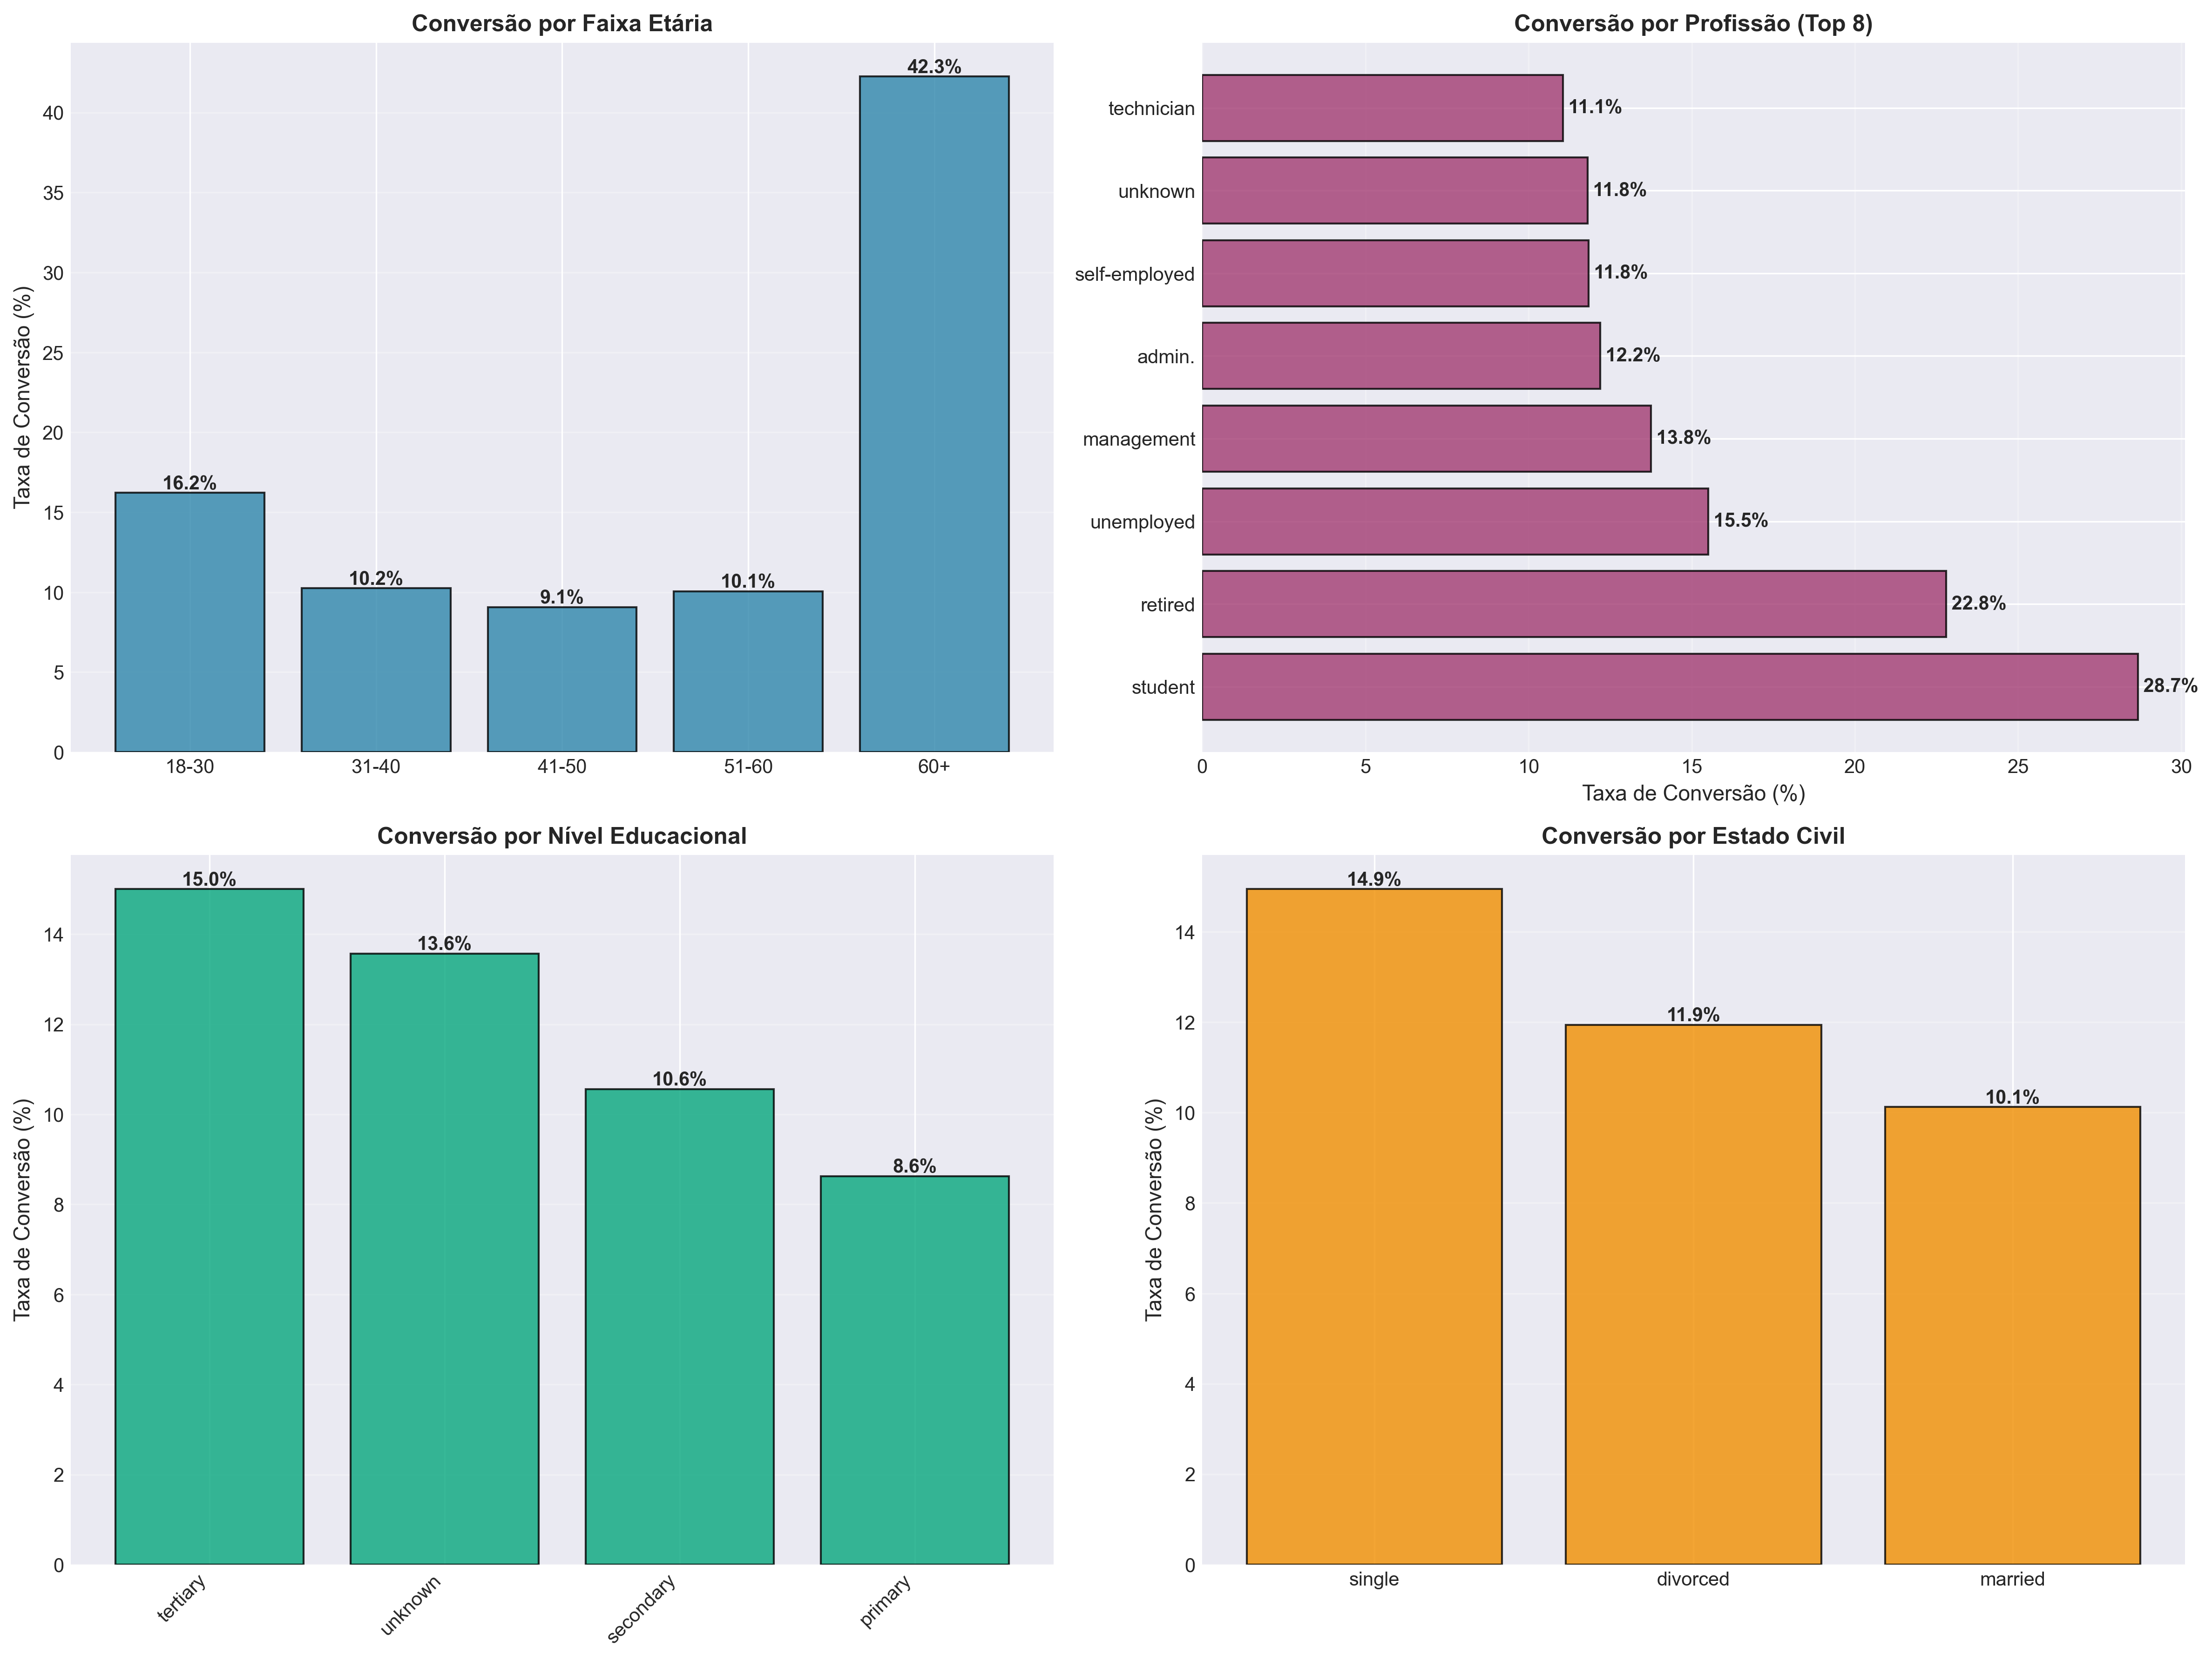 Conversão por Faixa Etária
Taxa de Conversão (%)
40
35
30
25
20
15
10
5
0
16.2%
10.2%
9.1%
10.1%
42.3%
18-30
31-40
41-50
51-60
60+
Conversão por Profissão (Top 8)
technician
11.1%
unknown
11.8%
self-employed
11.8%
admin.
12.2%
management
13.8%
unemployed
15.5%
retired
22.8%
student
28.7%
0
5
10
15
20
25
30
Taxa de Conversão (%)
Conversão por Nível Educacional
Taxa de Conversão (%)
14
12
10
8
6
4
2
0
15.0%
13.6%
10.6%
8.6%
tertiary
unknown
secondary
primary
Conversão por Estado Civil
Taxa de Conversão (%)
14
12
10
8
6
4
2
0
14.9%
11.9%
10.1%
single
divorced
married